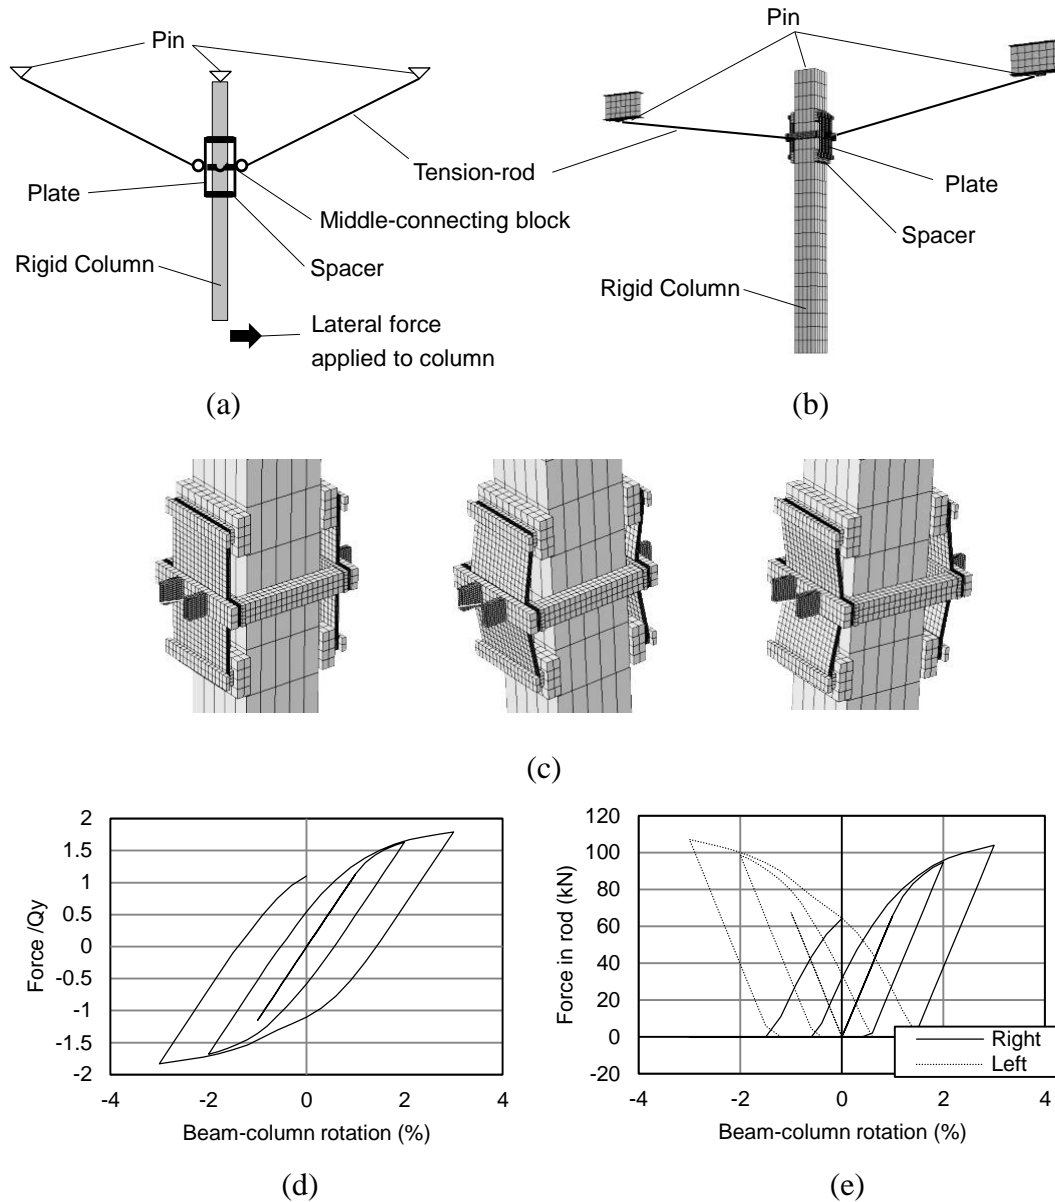 Pin
Tension-rod
Plate
Middle-connecting block
Spacer
Rigid Column
Lateral force
applied to column
(a)
Pin
Plate
Spacer
Rigid Column
(b)
(c)
2
1.5
1
0.5
0
-0.5
-1
-1.5
-2
Force /Qy
-4 -2 0 2 4
Beam-column rotation (%)
(d)
120
100
80
60
40
20
0
-20
Force in rod (kN)
Right
Left
-4 -2 0 2 4
Beam-column rotation (%)
(e)